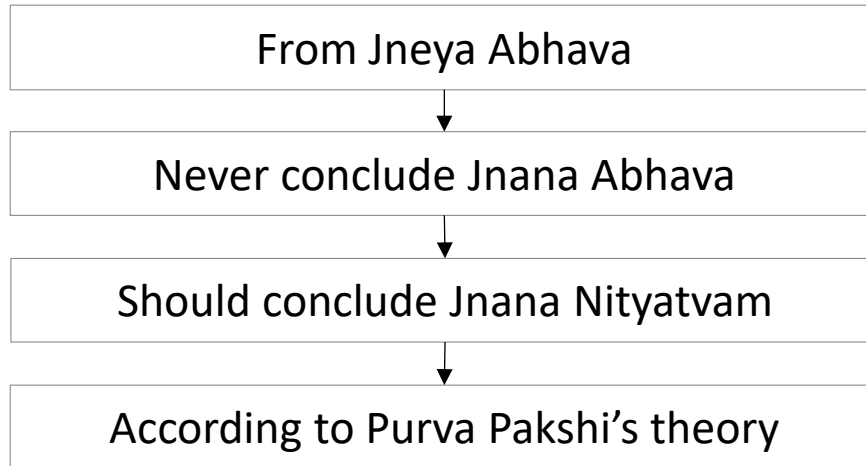 From Jneya Abhava
Never conclude Jnana Abhava
Should conclude Jnana Nityatvam
According to Purva Pakshi’s theory